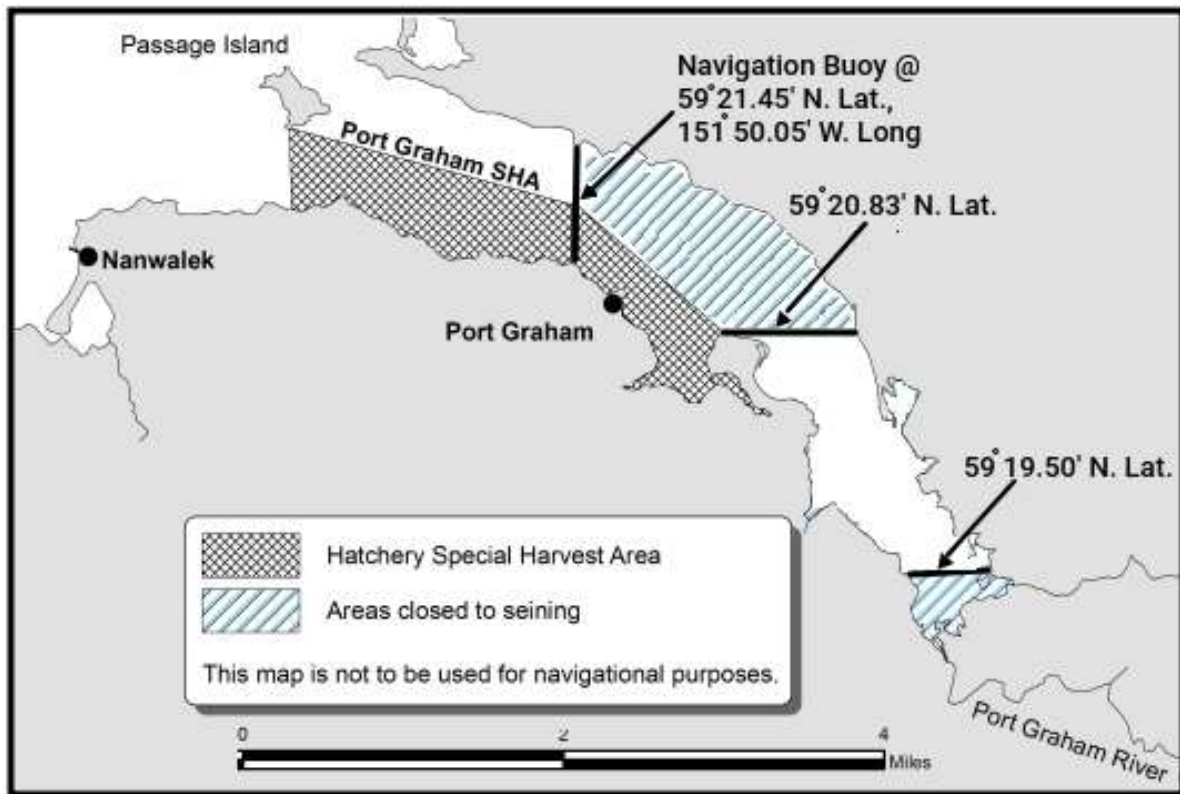 Passage Island
Navigation Buoy @
59°21.45' N. Lat.,
151° 50.05' W. Long
Port Graham SHA
59°20.83' N. Lat.
Nanwalek
Port Graham
59°19.50' N. Lat.
Hatchery Special Harvest Area
Areas closed to seining
This map is not to be used for navigational purposes.
Port Graham River
0 2 4
Miles